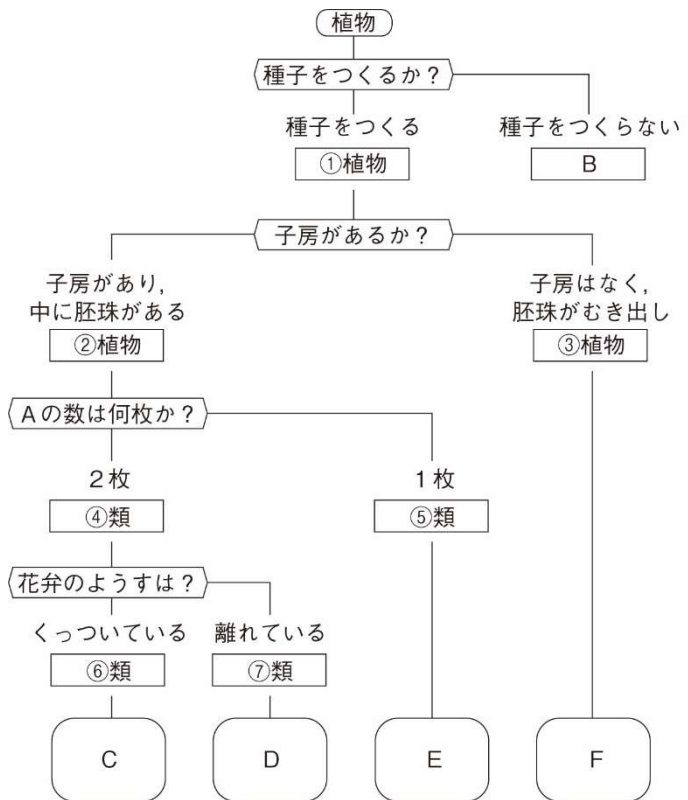 植物
種子をつくるか？
種子をつくる
種子をつくらない
①植物
B
子房があるか？
子房があり，
中に胚珠がある
子房はなく，
胚珠がむき出し
②植物
③植物
Aの数は何枚か？
2枚
1枚
④類
⑤類
花弁のようすは？
くっついている
離れている
⑥類
⑦類
C
D
E
F